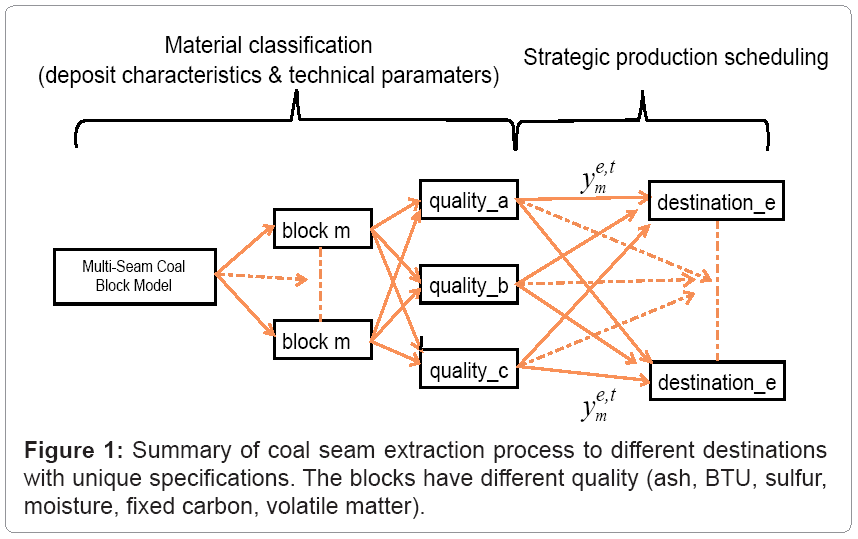 Material classification
(deposit characteristics & technical paramaters)
Strategic production scheduling
Multi-Seam Coal
Block Model
block m
block m
quality_a
quality_b
quality_c
y_m^{e,t}
y_m^{e,t}
destination_e
destination_e
Figure 1: Summary of coal seam extraction process to different destinations
with unique specifications. The blocks have different quality (ash, BTU, sulfur,
moisture, fixed carbon, volatile matter).